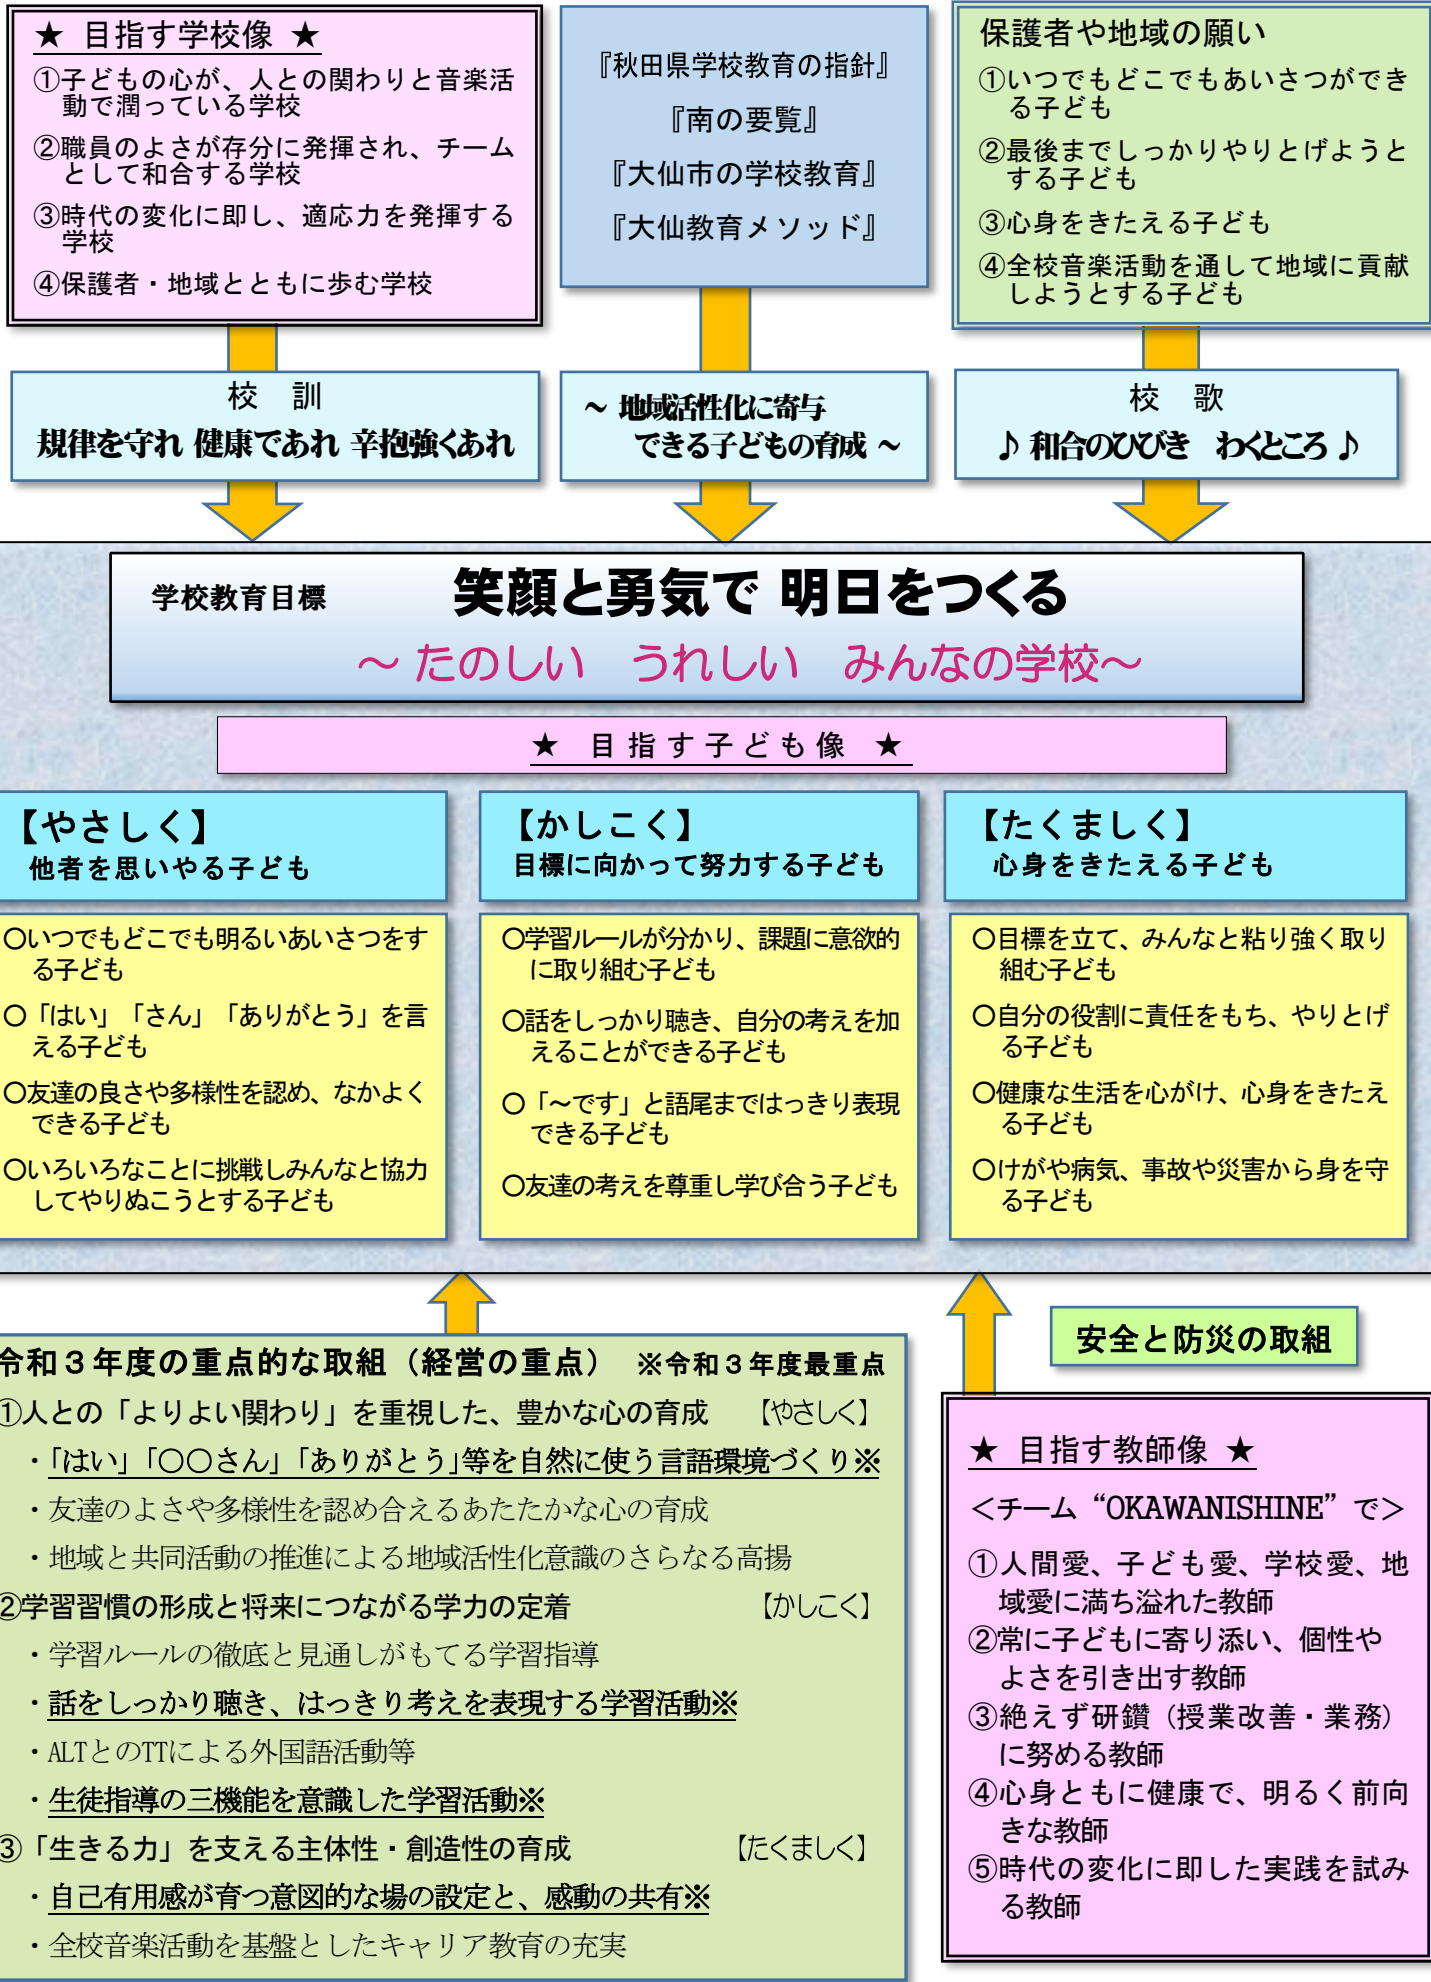 ★ 目指す学校像 ★
①子どもの心が、人との関わりと音楽活
動で潤っている学校
②職員のよさが存分に発揮され、チーム
として和合する学校
③時代の変化に即し、適応力を発揮する
学校
④保護者・地域とともに歩む学校
『秋田県学校教育の指針』
『南の要覧』
『大仙市の学校教育』
『大仙教育メソッド』
保護者や地域の願い
①いつでもどこでもあいさつができ
る子ども
②最後までしっかりやりとげようと
する子ども
③心身をきたえる子ども
④全校音楽活動を通して地域に貢献
しようとする子ども
校 訓
規律を守れ 健康であれ 辛抱強くあれ
～ 地域活性化に寄与
できる子どもの育成 ～
校 歌
♪ 和合のひびき わくところ ♪
学校教育目標 笑顔と勇気で 明日をつくる
～ たのしい うれしい みんなの学校～
★ 目指す子ども像 ★
【やさしく】
他者を思いやる子ども
○いつでもどこでも明るいあいさつをす
る子ども
○「はい」「さん」「ありがとう」を言
える子ども
○友達の良さや多様性を認め、なかよく
できる子ども
○いろいろなことに挑戦しみんなと協力
してやりぬこうとする子ども
【かしこく】
目標に向かって努力する子ども
○学習ルールが分かり、課題に意欲的
に取り組む子ども
○話をしっかり聴き、自分の考えを加
えることができる子ども
○「～です」と語尾まではっきり表現
できる子ども
○友達の考えを尊重し学び合う子ども
【たくましく】
心身をきたえる子ども
○目標を立て、みんなと粘り強く取り
組む子ども
○自分の役割に責任をもち、やりとげ
る子ども
○健康な生活を心がけ、心身をきたえ
る子ども
○けがや病気、事故や災害から身を守
る子ども
令和３年度の重点的な取組（経営の重点） ※令和３年度最重点
①人との「よりよい関わり」を重視した、豊かな心の育成 【やさしく】
・「はい」「○○さん」「ありがとう」等を自然に使う言語環境づくり※
・友達のよさや多様性を認め合えるあたたかな心の育成
・地域と共同活動の推進による地域活性化意識のさらなる高揚
②学習習慣の形成と将来につながる学力の定着 【かしこく】
・学習ルールの徹底と見通しがもてる学習指導
・話をしっかり聴き、はっきり考えを表現する学習活動※
・ALTとのTTによる外国語活動等
・生徒指導の三機能を意識した学習活動※
③「生きる力」を支える主体性・創造性の育成 【たくましく】
・自己有用感が育つ意図的な場の設定と、感動の共有※
・全校音楽活動を基盤としたキャリア教育の充実
安全と防災の取組
★ 目指す教師像 ★
＜チーム“OKAWANISHINE”で＞
①人間愛、子ども愛、学校愛、地
域愛に満ち溢れた教師
②常に子どもに寄り添い、個性や
よさを引き出す教師
③絶えず研鑽（授業改善・業務）
に努める教師
④心身ともに健康で、明るく前向
きな教師
⑤時代の変化に即した実践を試み
る教師